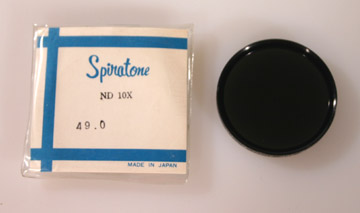 Spiratone
ND 10X
49.0
MADE IN JAPAN